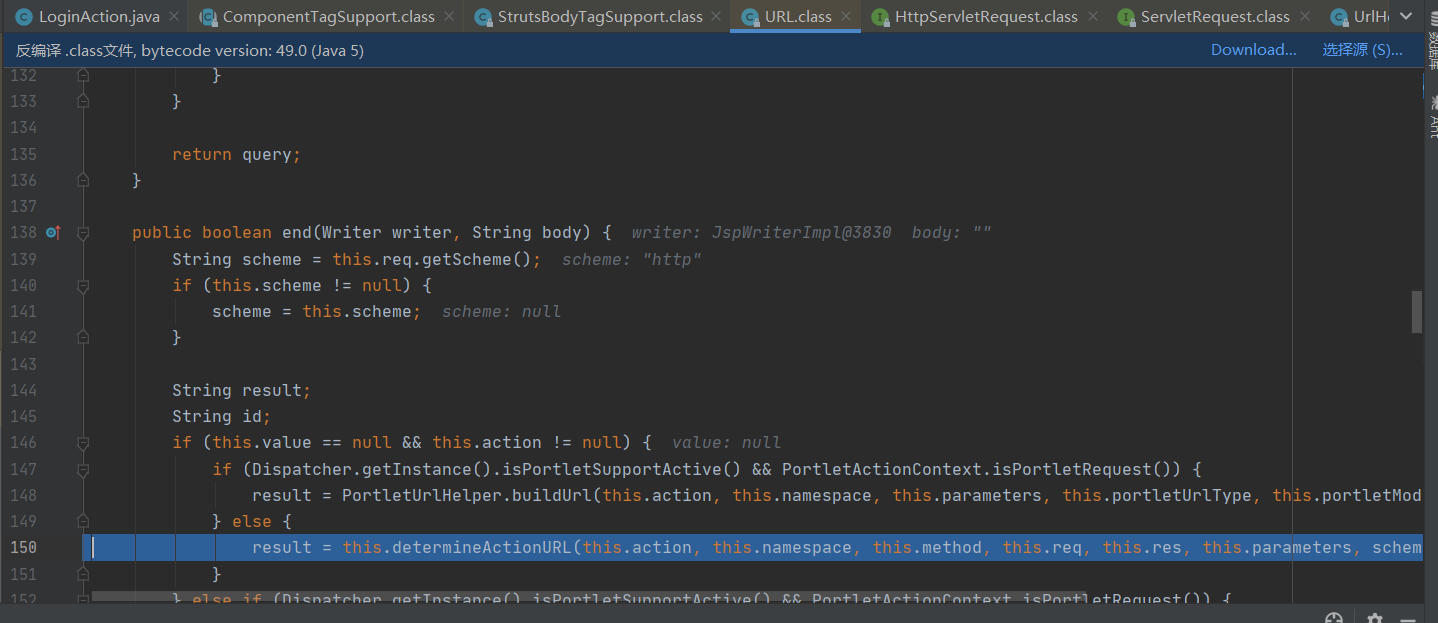 LoginAction.java ComponentTagSupport.class StrutsBodyTagSupport.class URL.class HttpServletRequest.class ServletRequest.class UrlHe
反编译 .class文件, bytecode version: 49.0 (Java 5) Download... 选择源 (S)...
数据库
Ant
132 }
133 }
134
135 return query;
136 }
137
138 public boolean end(Writer writer, String body) { writer: JspWriterImpl@3830 body: ""
139 String scheme = this.req.getScheme(); scheme: "http"
140 if (this.scheme != null) {
141 scheme = this.scheme; scheme: null
142 }
143
144 String result;
145 String id;
146 if (this.value == null && this.action != null) { value: null
147 if (Dispatcher.getInstance().isPortletSupportActive() && PortletActionContext.isPortletRequest()) {
148 result = PortletUrlHelper.buildUrl(this.action, this.namespace, this.parameters, this.portletUrlType, this.portletMod
149 } else {
150 result = this.determineActionURL(this.action, this.namespace, this.method, this.req, this.res, this.parameters, schem
151 }
152 } else if (Dispatcher.getInstance().isPortletSupportActive() && PortletActionContext.isPortletRequest()) {